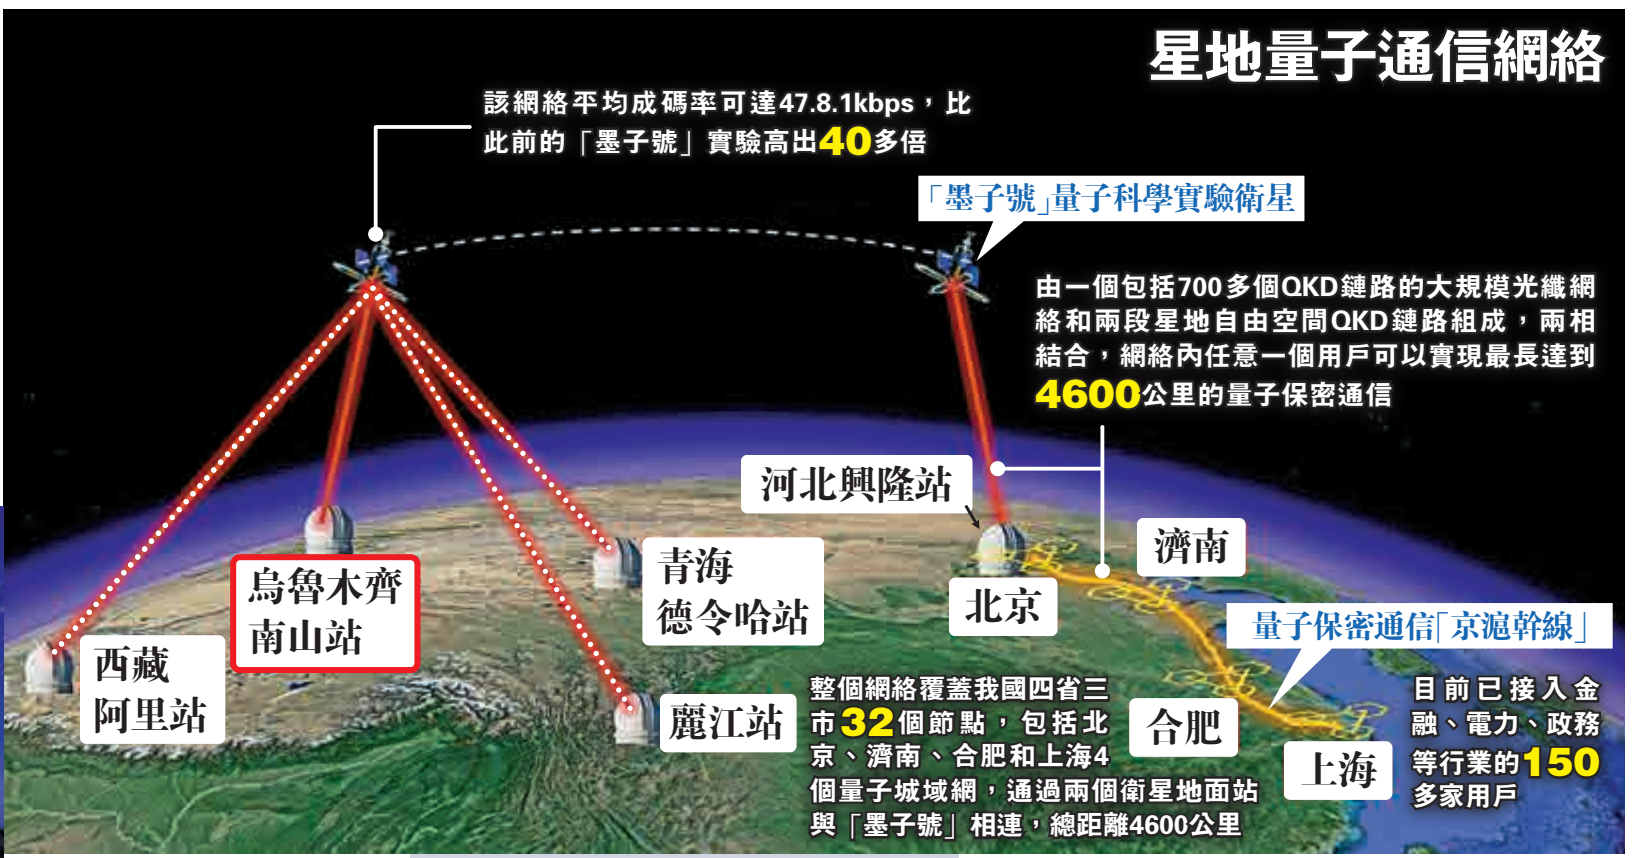 星地量子通信網絡
該網絡平均成碼率可達47.8.1kbps，比
此前的「墨子號」實驗高出40多倍
「墨子號」量子科學實驗衛星
由一個包括700多個QKD鏈路的大規模光纖網
絡和兩段星地自由空間QKD鏈路組成，兩相
結合，網絡內任意一個用戶可以實現最長達到
4600公里的量子保密通信
河北興隆站
濟南
烏魯木齊
南山站
青海
德令哈站
北京
量子保密通信「京滬幹線」
西藏
阿里站
麗江站
整個網絡覆蓋我國四省三
市32個節點，包括北
京、濟南、合肥和上海4
個量子城域網，通過兩個衛星地面站
與「墨子號」相連，總距離4600公里
合肥
上海
目前已接入金
融、電力、政務
等行業的150
多家用戶